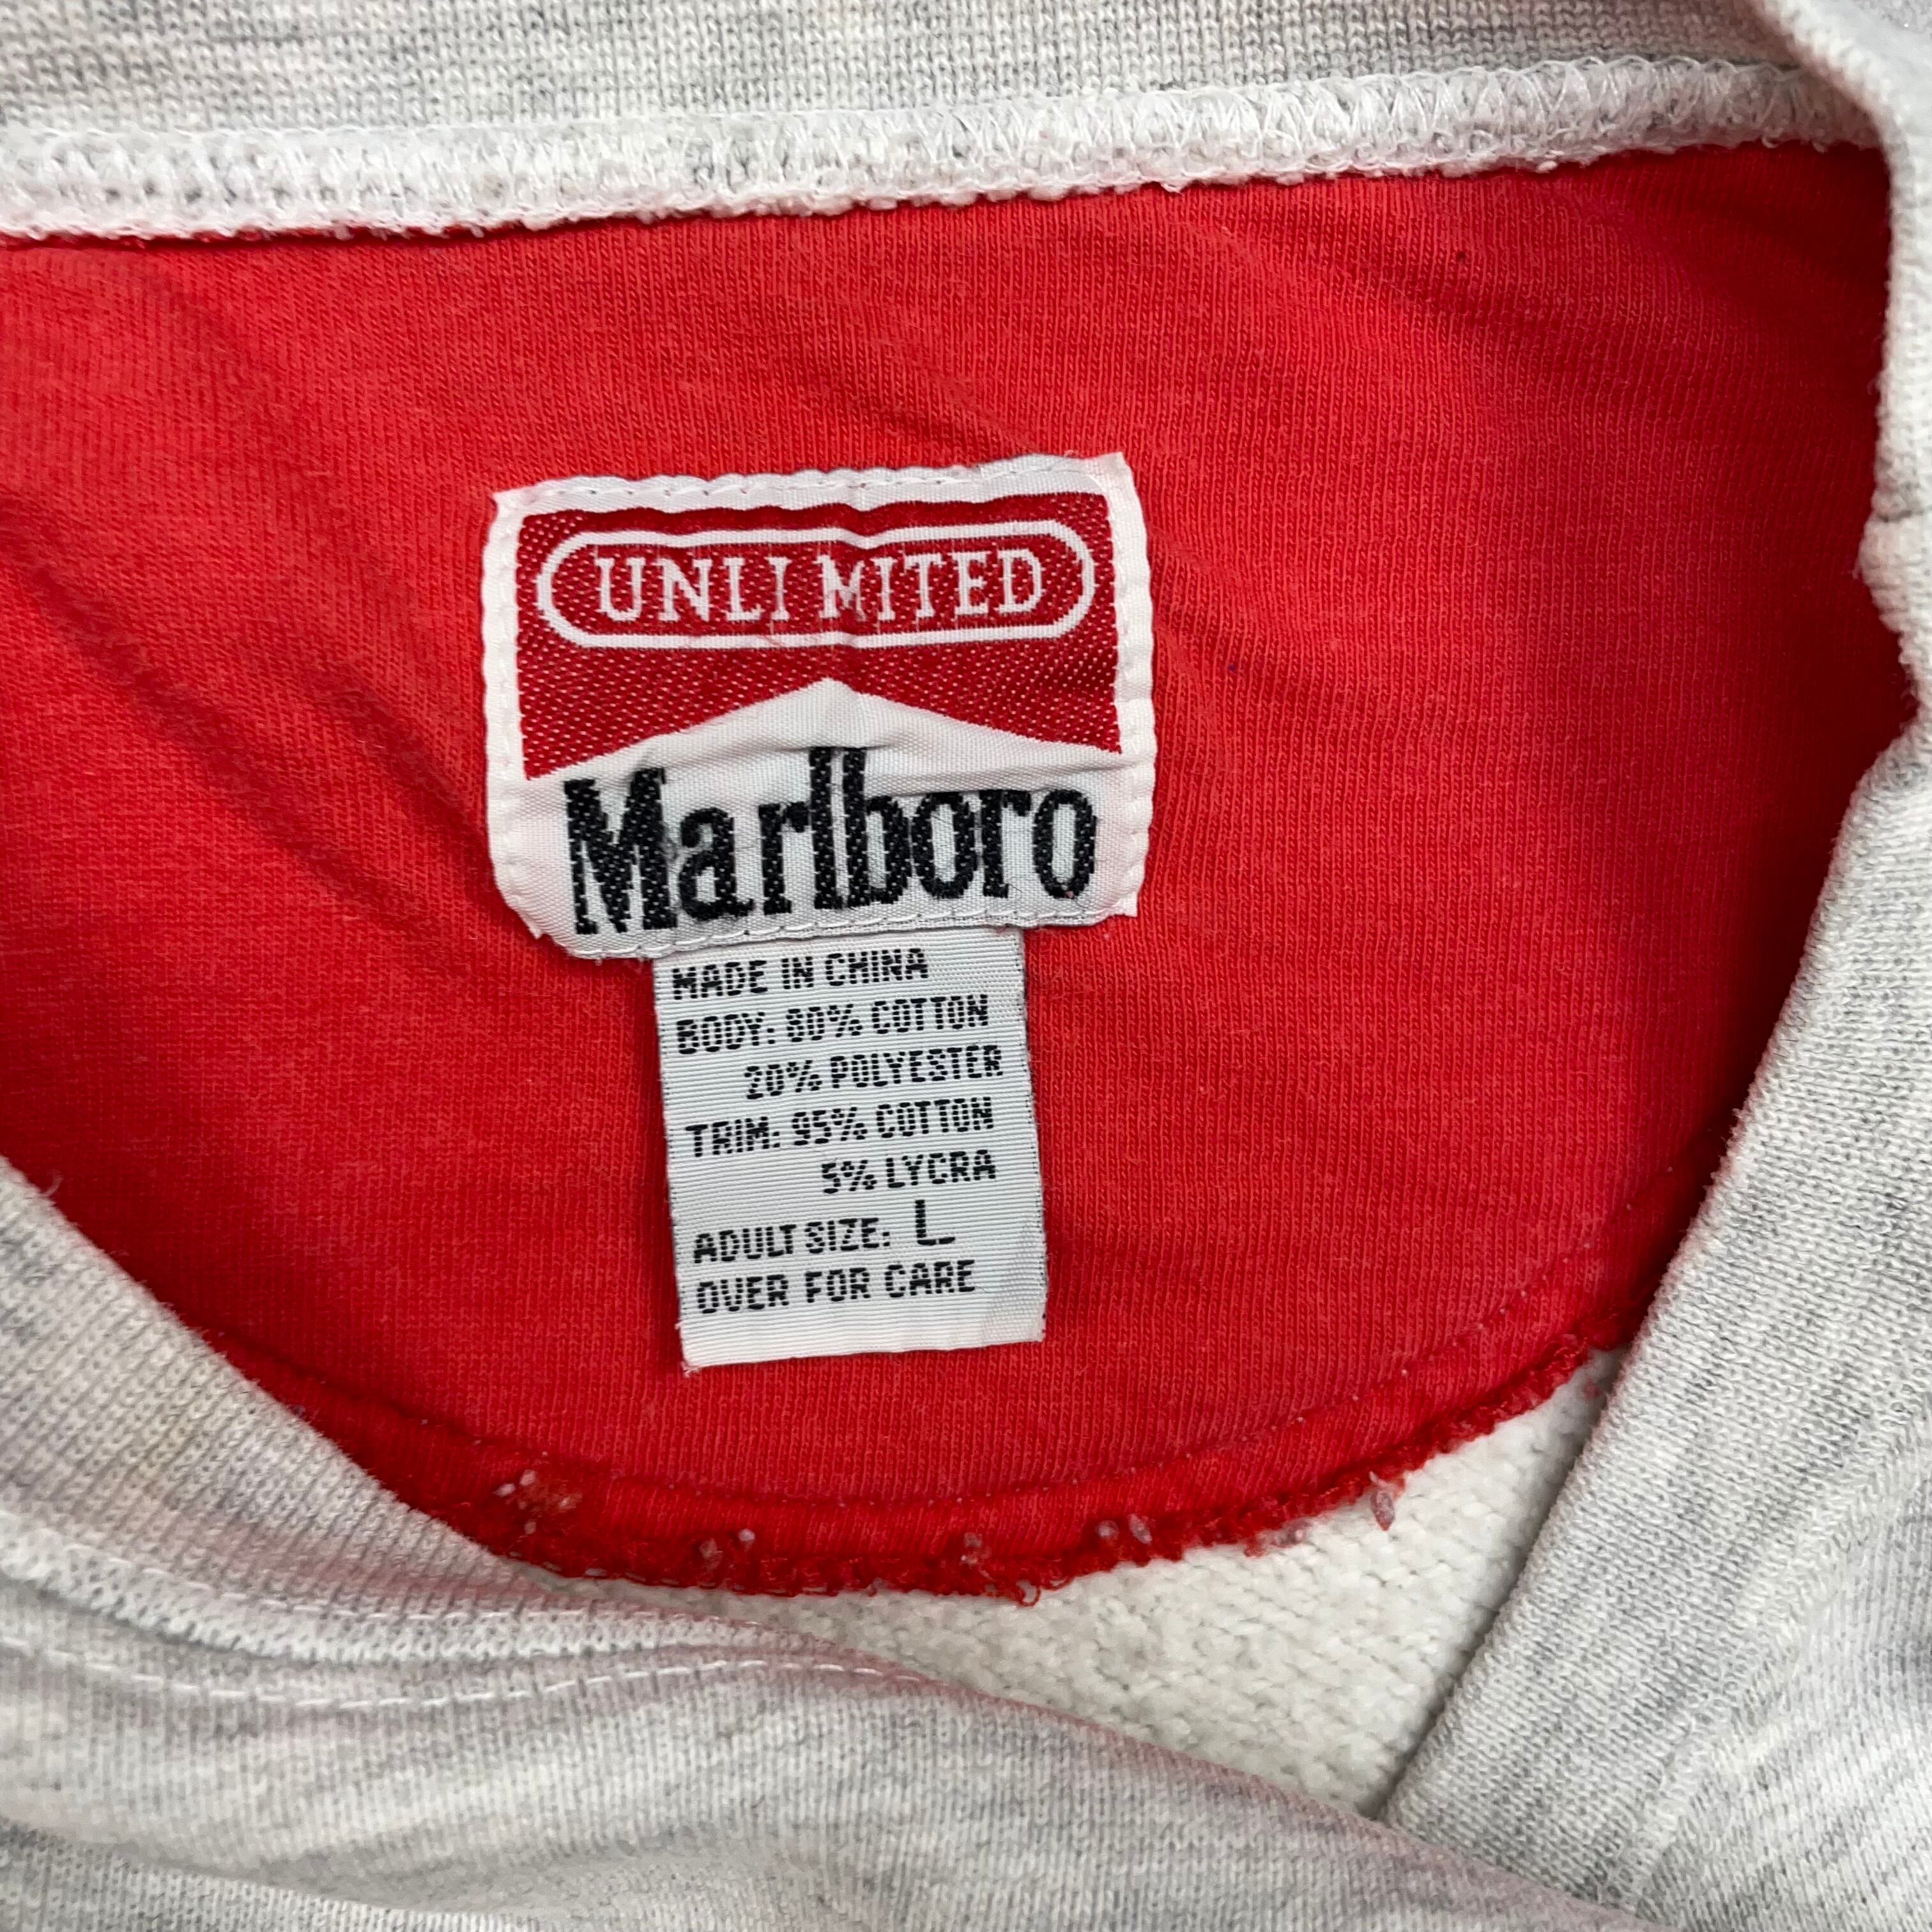 UNLIMITED
Marlboro
MADE IN CHINA
BODY: 80% COTTON
20% POLYESTER
TRIM: 95% COTTON
5% LYCRA
ADULT SIZE: L
OVER FOR CARE